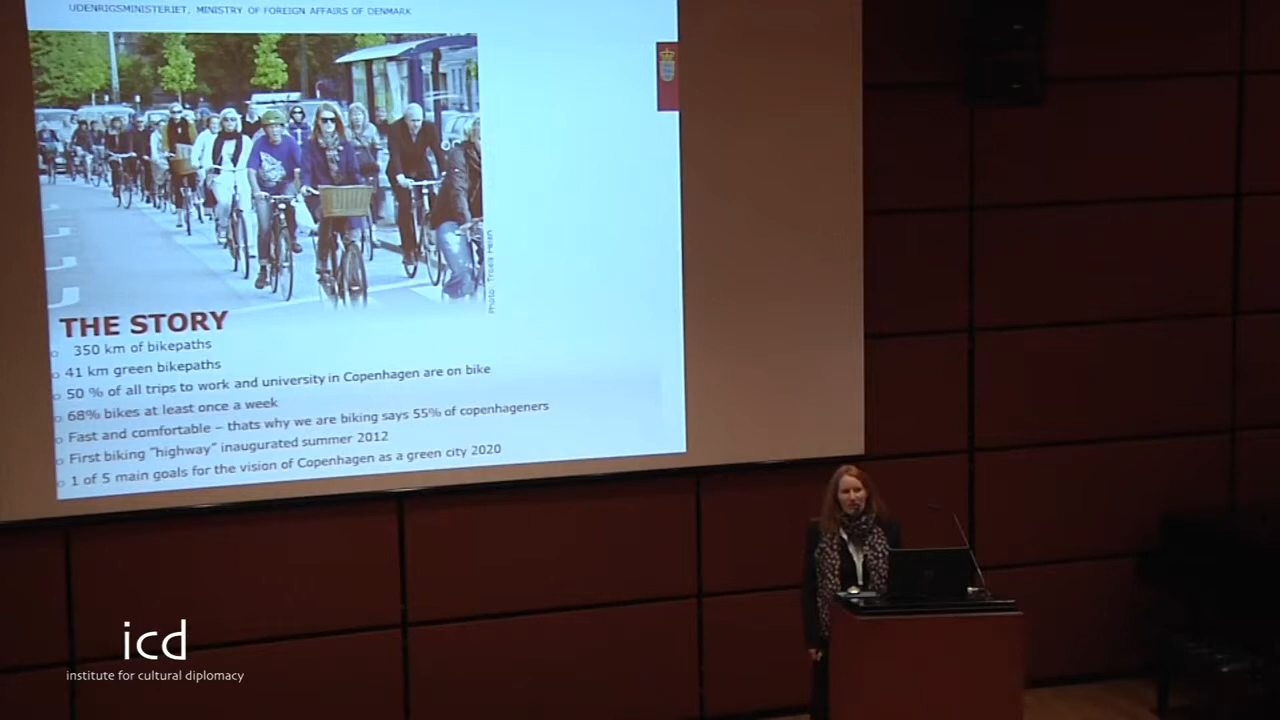 UDENRIGSMINISTERIET, MINISTRY OF FOREIGN AFFAIRS OF DENMARK
Photo: Troels Heien
THE STORY
o 350 km of bikepaths
o 41 km green bikepaths
o 50 % of all trips to work and university in Copenhagen are on bike
o 68% bikes at least once a week
o Fast and comfortable – thats why we are biking says 55% of copenhageners
o First biking "highway" inaugurated summer 2012
o 1 of 5 main goals for the vision of Copenhagen as a green city 2020
icd
institute for cultural diplomacy